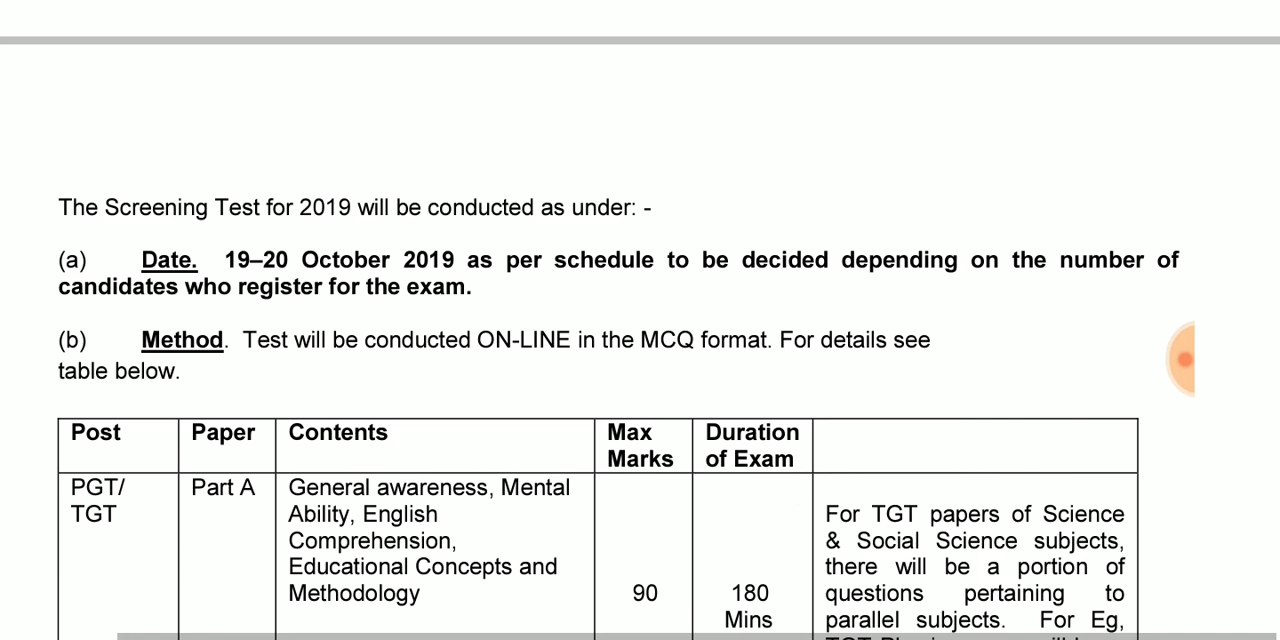 The Screening Test for 2019 will be conducted as under: -
(a) Date. 19–20 October 2019 as per schedule to be decided depending on the number of
candidates who register for the exam.
(b) Method. Test will be conducted ON-LINE in the MCQ format. For details see
table below.
Post Paper Contents Max Marks Duration of Exam
PGT/
TGT
Part A
General awareness, Mental
Ability, English
Comprehension,
Educational Concepts and
Methodology
90
180
Mins
For TGT papers of Science
& Social Science subjects,
there will be a portion of
questions pertaining to
parallel subjects. For Eg,